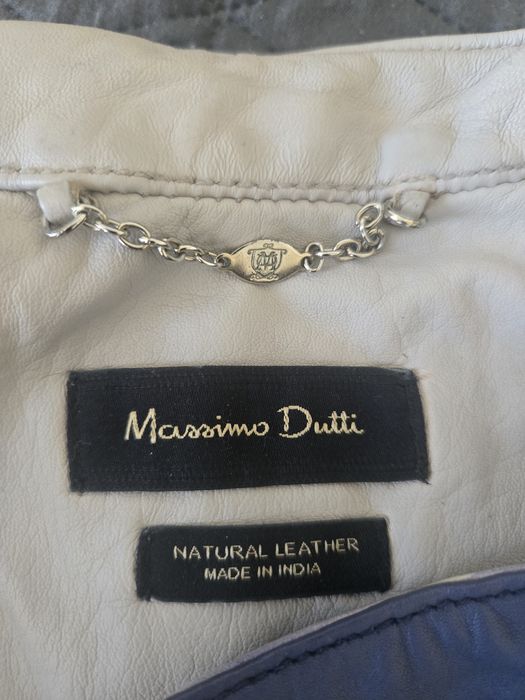 Massimo Dutti
NATURAL LEATHER
MADE IN INDIA